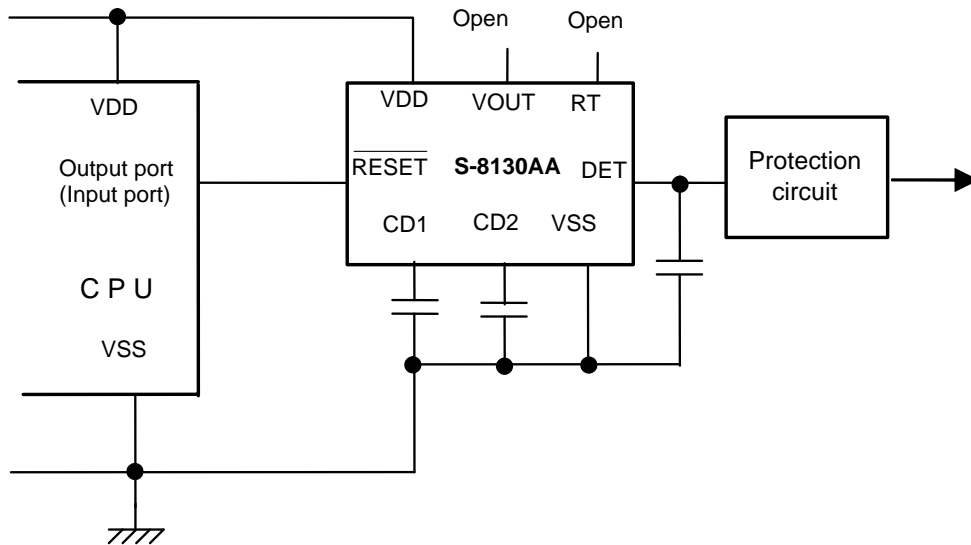 Open
Open
VDD
VDD
VOUT
RT
Output port
(Input port)
RESET
S-8130AA
DET
Protection
circuit
CD1
CD2
VSS
C P U
VSS